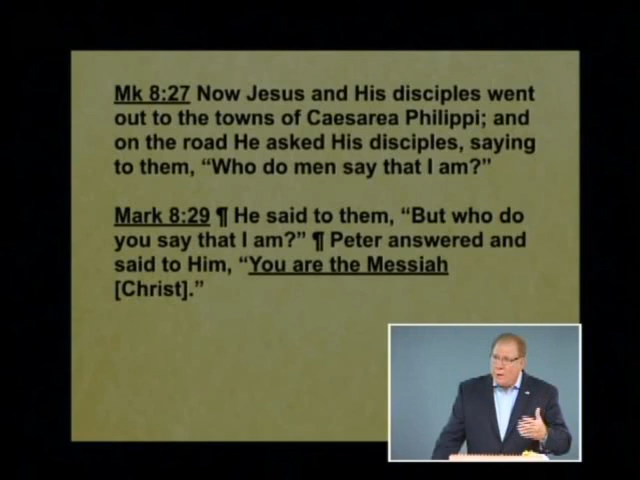 Mk 8:27 Now Jesus and His disciples went
out to the towns of Caesarea Philippi; and
on the road He asked His disciples, saying
to them, “Who do men say that I am?”
Mark 8:29 ¶ He said to them, “But who do
you say that I am?” ¶ Peter answered and
said to Him, “You are the Messiah
[Christ].”